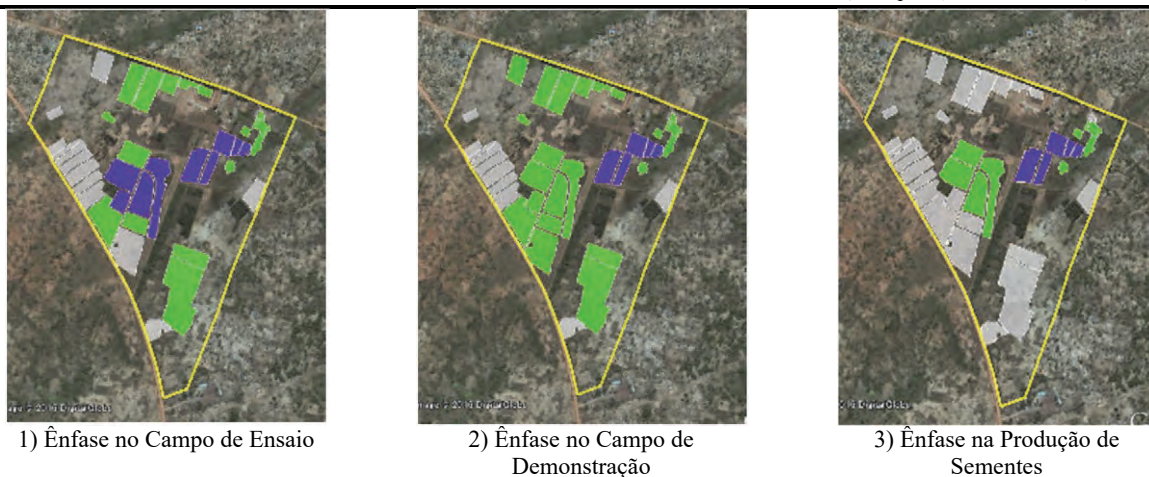 1) Ênfase no Campo de Ensaio
2) Ênfase no Campo de
Demonstração
3) Ênfase na Produção de
Sementes